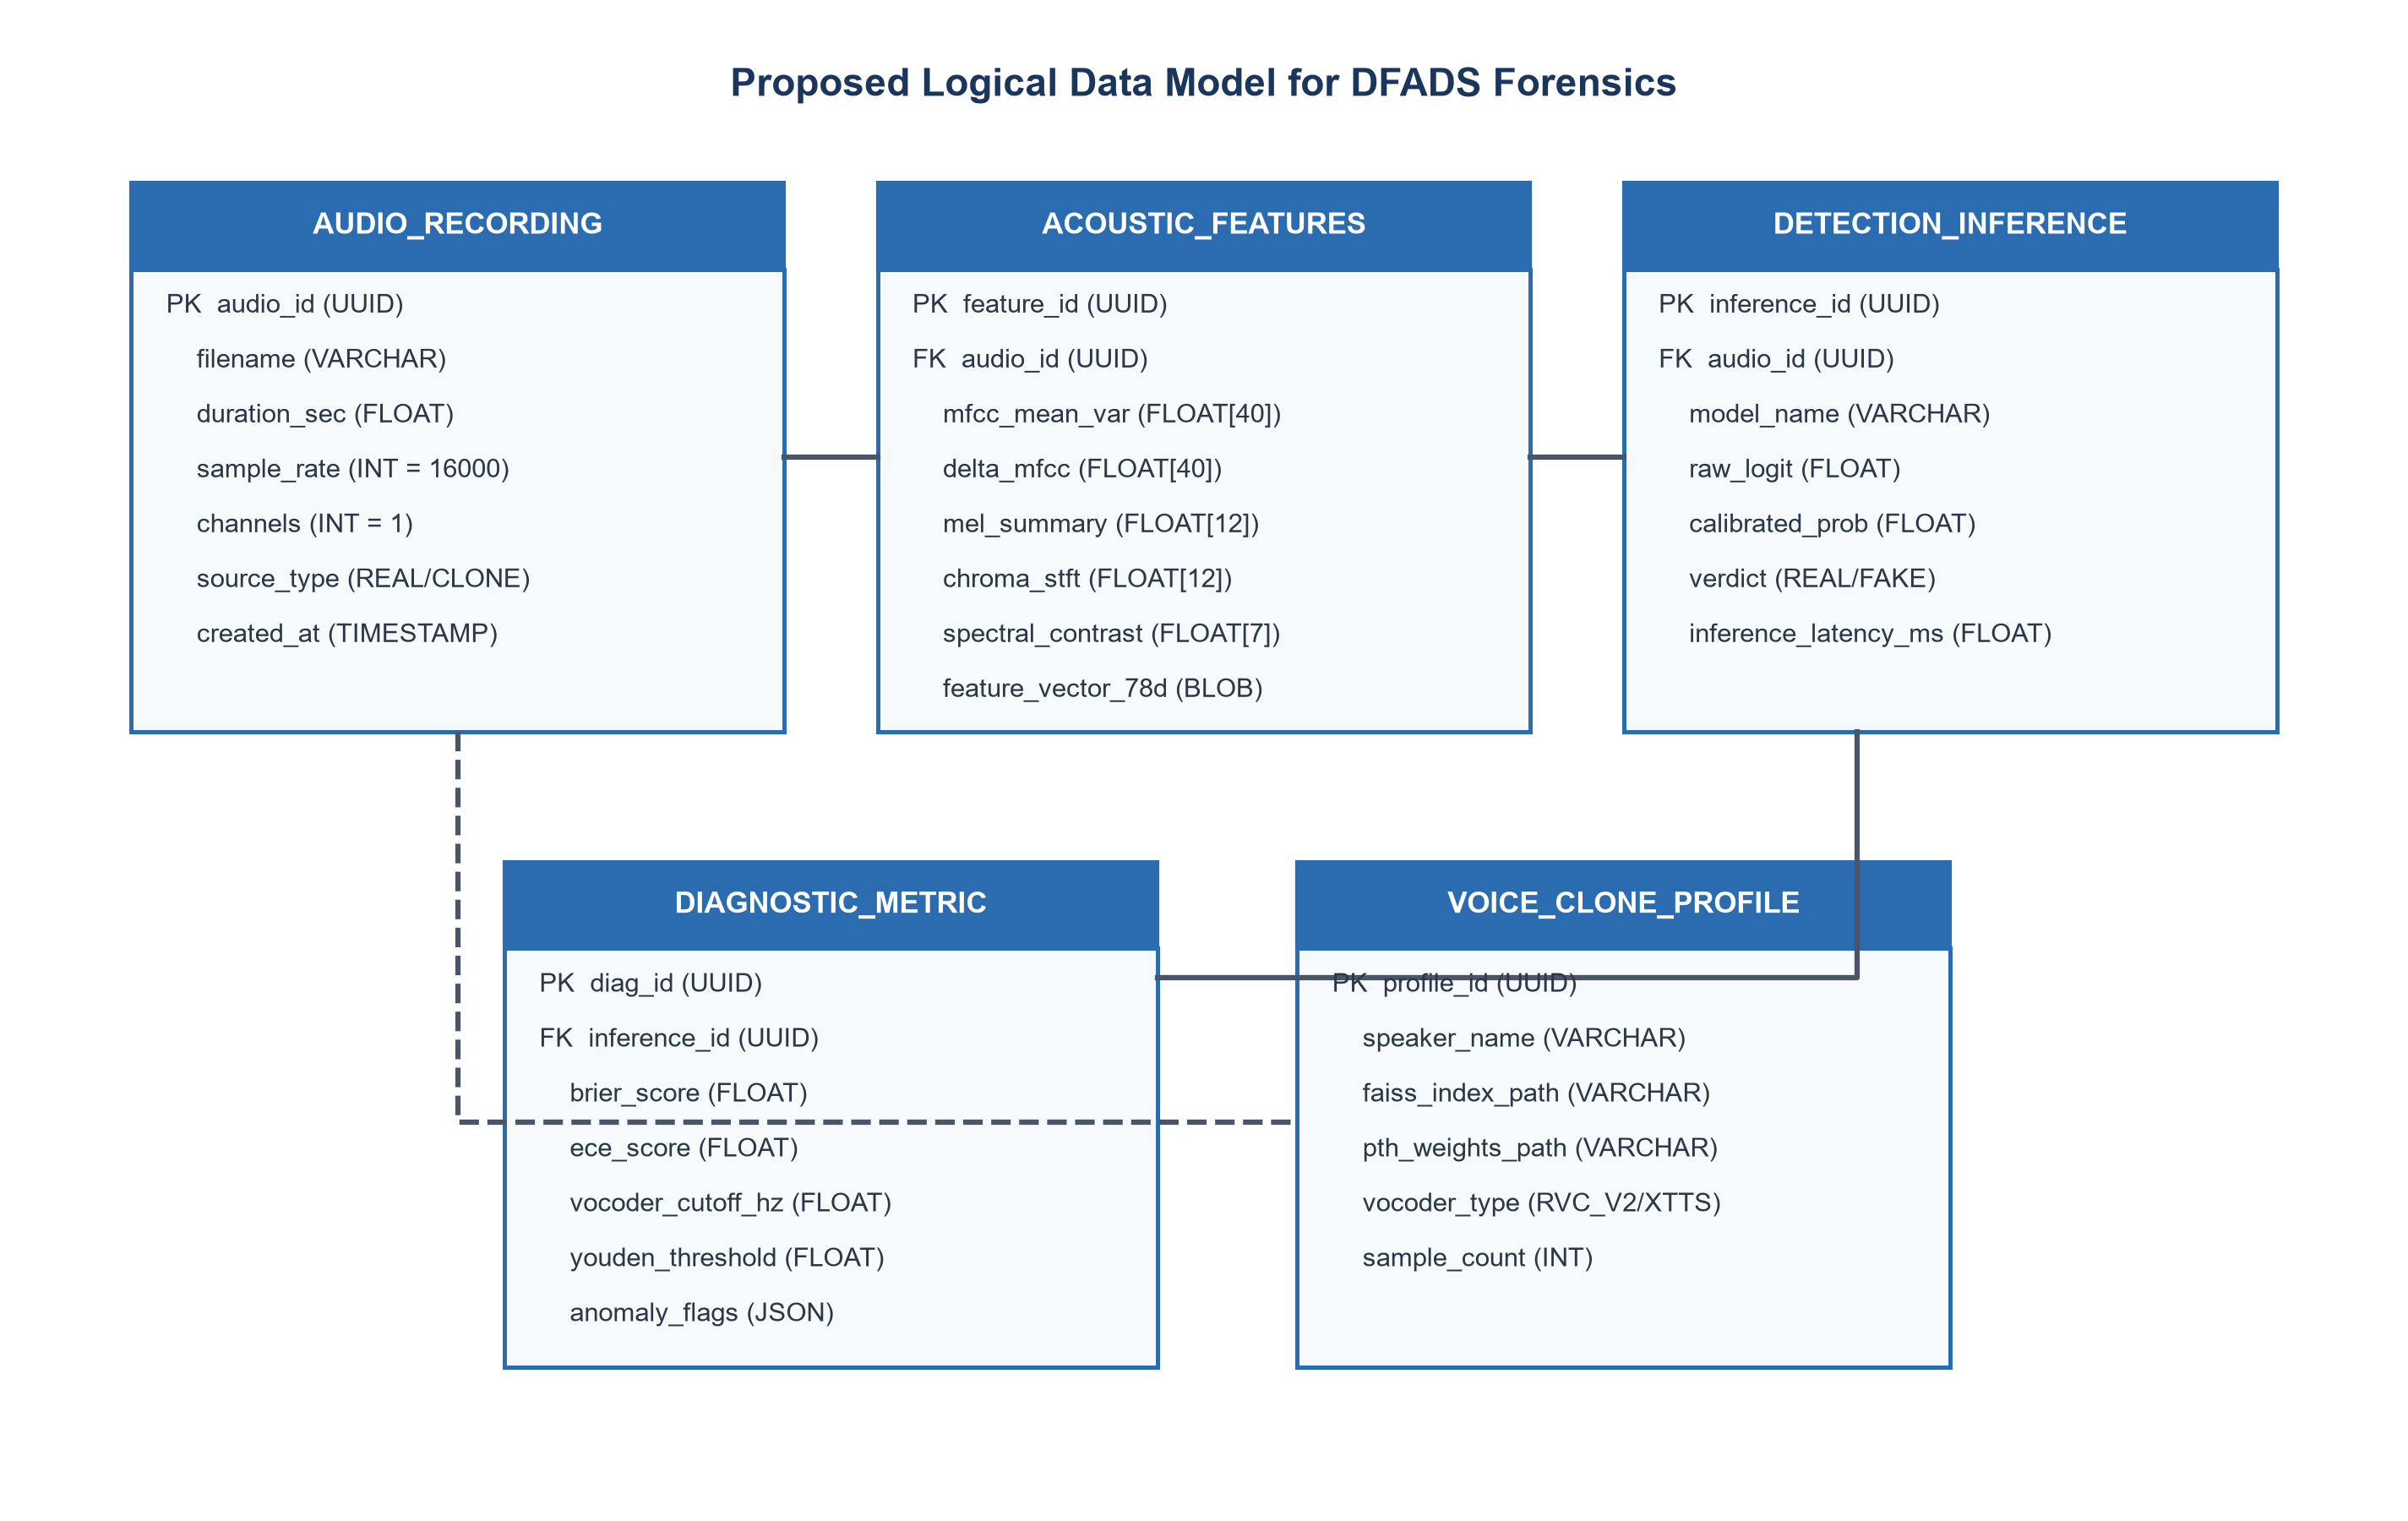 Proposed Logical Data Model for DFADS Forensics
AUDIO_RECORDING
PK audio_id (UUID)
filename (VARCHAR)
duration_sec (FLOAT)
sample_rate (INT = 16000)
channels (INT = 1)
source_type (REAL/CLONE)
created_at (TIMESTAMP)
ACOUSTIC_FEATURES
PK feature_id (UUID)
FK audio_id (UUID)
mfcc_mean_var (FLOAT[40])
delta_mfcc (FLOAT[40])
mel_summary (FLOAT[12])
chroma_stft (FLOAT[12])
spectral_contrast (FLOAT[7])
feature_vector_78d (BLOB)
DETECTION_INFERENCE
PK inference_id (UUID)
FK audio_id (UUID)
model_name (VARCHAR)
raw_logit (FLOAT)
calibrated_prob (FLOAT)
verdict (REAL/FAKE)
inference_latency_ms (FLOAT)
DIAGNOSTIC_METRIC
PK diag_id (UUID)
FK inference_id (UUID)
brier_score (FLOAT)
ece_score (FLOAT)
vocoder_cutoff_hz (FLOAT)
youden_threshold (FLOAT)
anomaly_flags (JSON)
VOICE_CLONE_PROFILE
PK profile_id (UUID)
speaker_name (VARCHAR)
faiss_index_path (VARCHAR)
pth_weights_path (VARCHAR)
vocoder_type (RVC_V2/XTTS)
sample_count (INT)